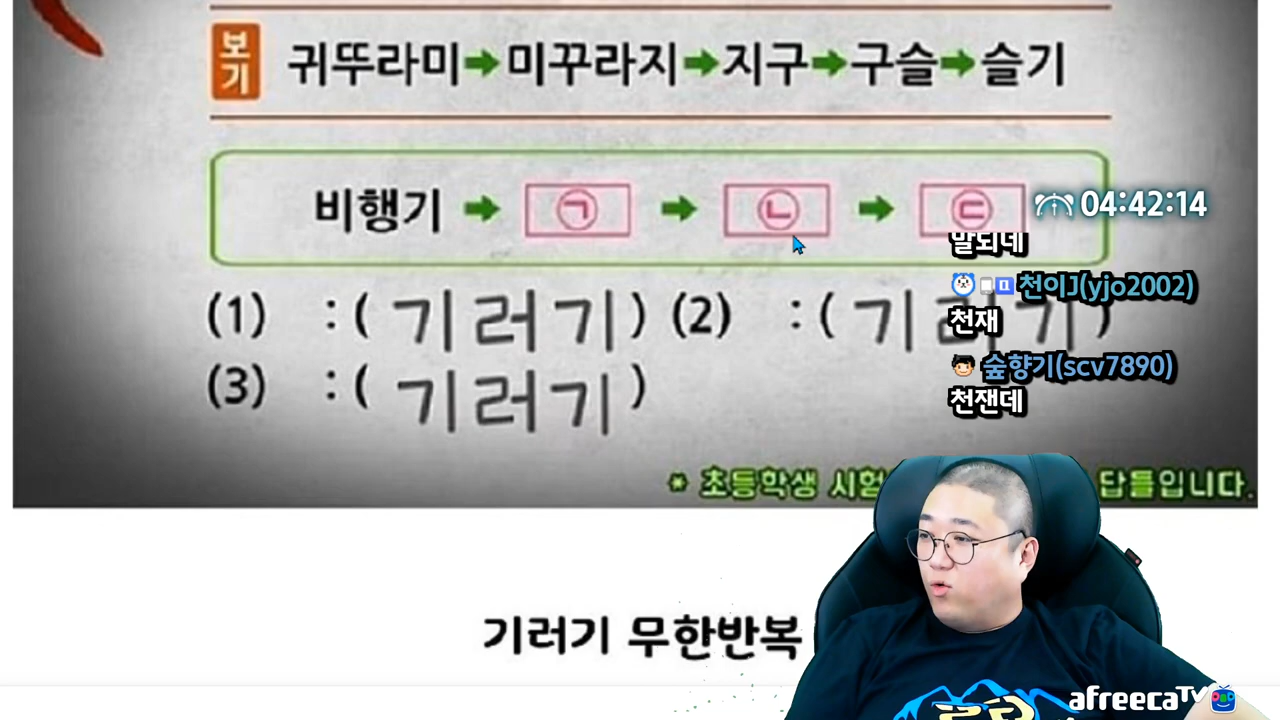 보기
귀뚜라미➡미꾸라지➡지구➡구슬➡슬기
비행기 ➡ ㉠ ➡ ㉡ ➡ ㉢
04:42:14
말되네
천이J(yjo2002)
천재
숲향기(scv7890)
천잰데
(1) : ( 기러기 ) (2) : ( 기러기 )
(3) : ( 기러기 )
* 초등학생 시험 답들입니다.
기러기 무한반복
afreecaTV